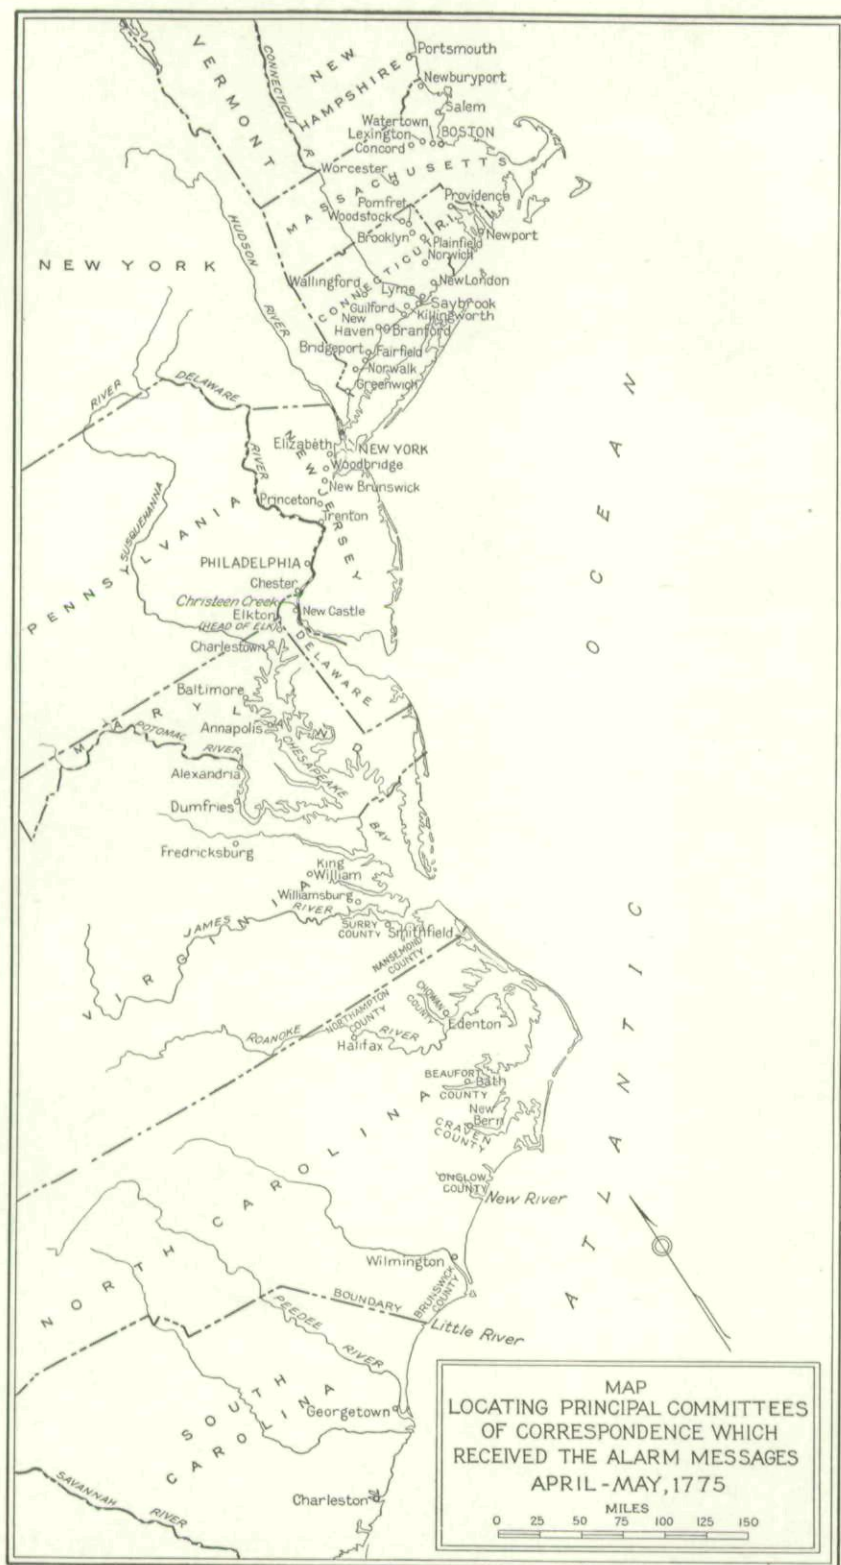 VERMONT
CONNECTICUT R.
NEW
HAMPSHIRE
Portsmouth
Newburyport
Salem
Watertown
Lexington
BOSTON
Concord
Worcester
MASSACHUSETTS
Providence
Pomfret
Woodstock
R.I.
Brooklyn
Newport
Plainfield
Norwich
HUDSON
RIVER
NEW YORK
Wallingford
CONNECTICUT
Lyme
New London
Saybrook
Guilford
Killingworth
New
Haven
Branford
Bridgeport
Fairfield
Norwalk
Greenwich
RIVER
DELAWARE
RIVER
Elizabeth
NEW YORK
NEW JERSEY
Woodbridge
New Brunswick
Princeton
Trenton
SUSQUEHANNA
PENNSYLVANIA
PHILADELPHIA
Chester
Christeen Creek
Elkton
New Castle
(HEAD OF ELK)
Charlestown
DELAWARE
Baltimore
MARYLAND
Annapolis
POTOMAC
RIVER
CHESAPEAKE
BAY
Alexandria
Dumfries
Fredricksburg
King
William
Williamsburg
VIRGINIA
JAMES
RIVER
SURRY
COUNTY
Smithfield
NANSEMOND
COUNTY
CHOWAN
COUNTY
NORTHAMPTON
COUNTY
ROANOKE
RIVER
Edenton
Halifax
BEAUFORT
COUNTY
Bath
New
Bern
CRAVEN
COUNTY
ONSLOW
COUNTY
New River
NORTH CAROLINA
Wilmington
BRUNSWICK
COUNTY
BOUNDARY
Little River
PEEDEE
RIVER
SOUTH
CAROLINA
Georgetown
SAVANNAH
RIVER
Charleston
ATLANTIC OCEAN
MAP
LOCATING PRINCIPAL COMMITTEES
OF CORRESPONDENCE WHICH
RECEIVED THE ALARM MESSAGES
APRIL-MAY, 1775
MILES
0 25 50 75 100 125 150